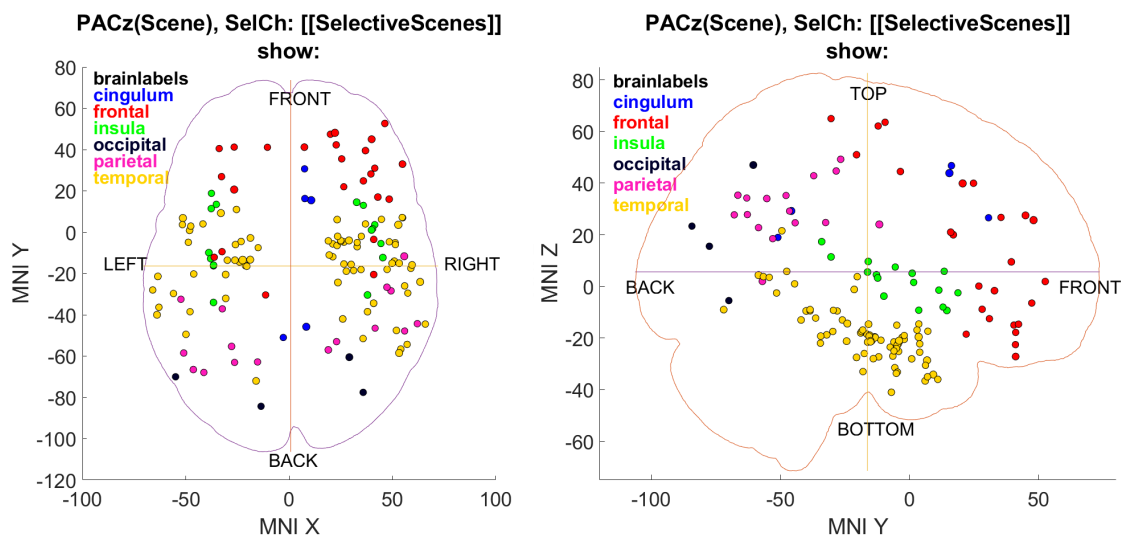 PACz(Scene), SelCh: [[SelectiveScenes]]
show:
80
60
40
20
0
-20
-40
-60
-80
-100
-120
MNI Y
brainlabels
cingulum
frontal
insula
occipital
parietal
temporal
FRONT
LEFT
RIGHT
BACK
-100
-50
0
50
100
MNI X
PACz(Scene), SelCh: [[SelectiveScenes]]
show:
80
60
40
20
0
-20
-40
-60
MNI Z
brainlabels
cingulum
frontal
insula
occipital
parietal
temporal
TOP
BACK
FRONT
BOTTOM
-100
-50
0
50
MNI Y